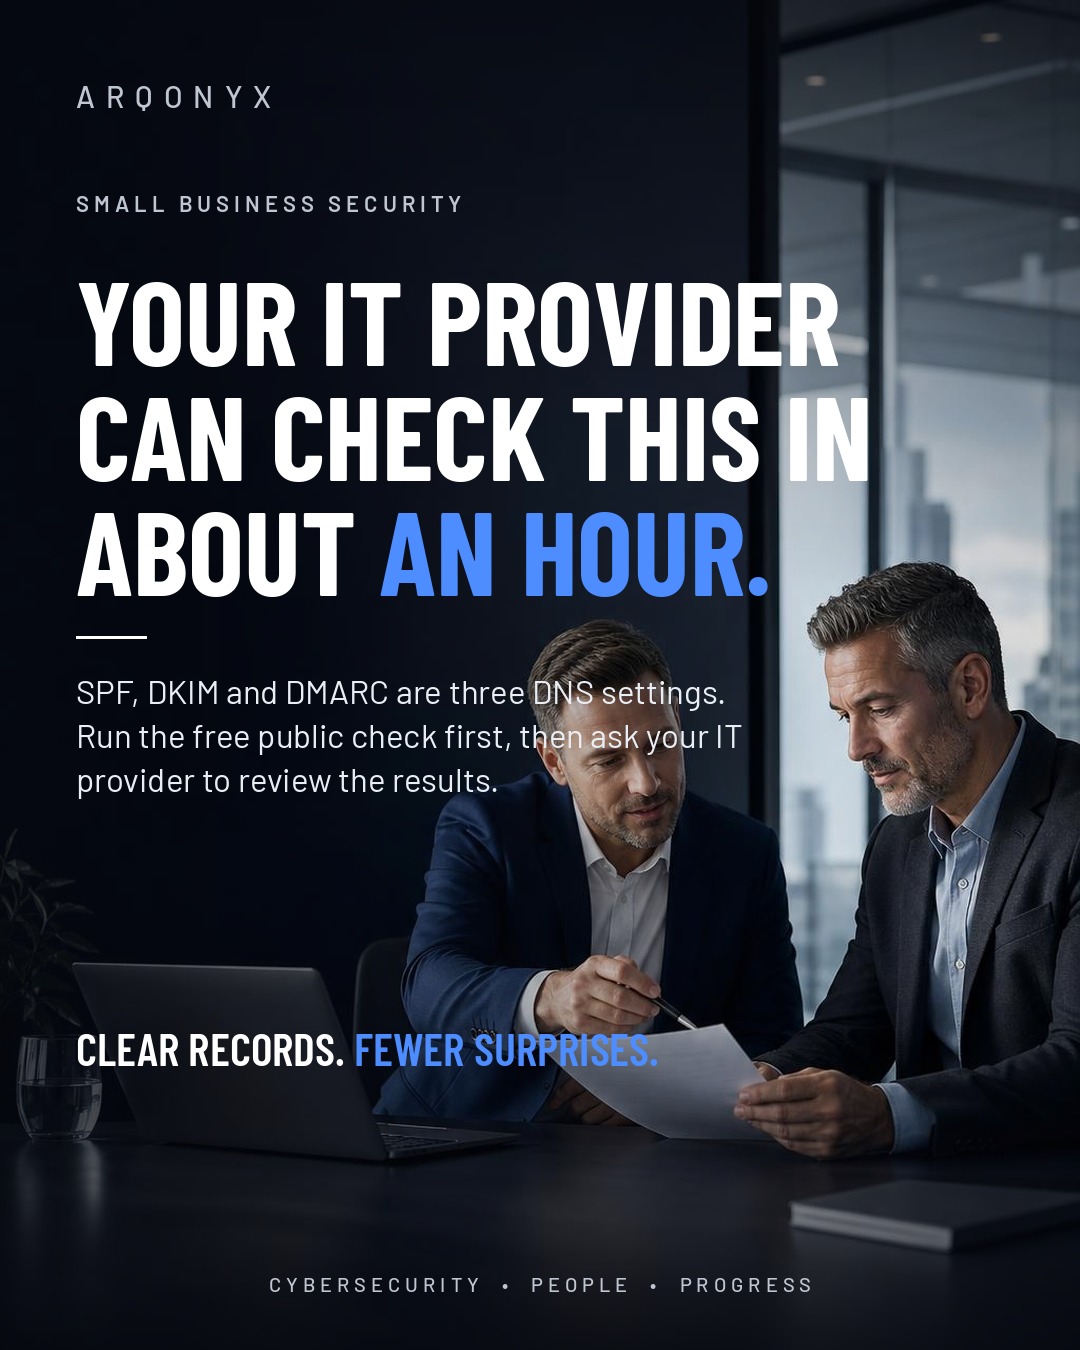 ARQONYX
SMALL BUSINESS SECURITY
YOUR IT PROVIDER
CAN CHECK THIS IN
ABOUT AN HOUR.
SPF, DKIM and DMARC are three DNS settings.
Run the free public check first, then ask your IT
provider to review the results.
CLEAR RECORDS. FEWER SURPRISES.
CYBERSECURITY • PEOPLE • PROGRESS